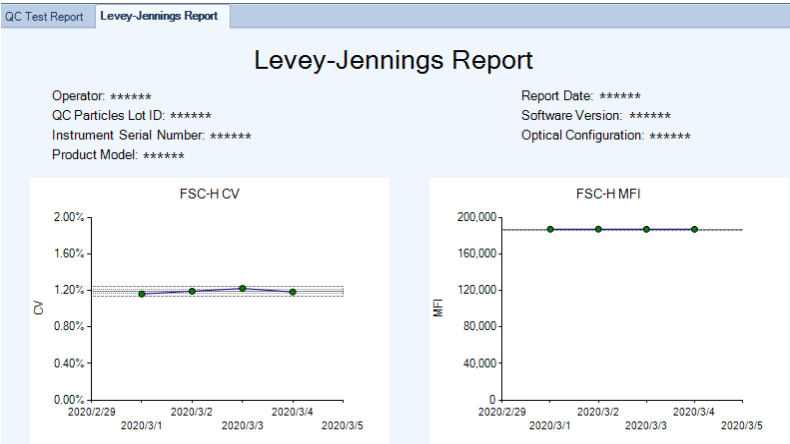 QC Test Report
Levey-Jennings Report
Levey-Jennings Report
Operator: ******
Report Date: ******
QC Particles Lot ID: ******
Software Version: ******
Instrument Serial Number: ******
Optical Configuration: ******
Product Model: ******
FSC-H CV
2.00%
1.60%
1.20%
0.80%
0.40%
0.00%
CV
2020/2/29
2020/3/1
2020/3/2
2020/3/3
2020/3/4
2020/3/5
FSC-H MFI
200,000
160,000
120,000
80,000
40,000
0
MFI
2020/2/29
2020/3/1
2020/3/2
2020/3/3
2020/3/4
2020/3/5